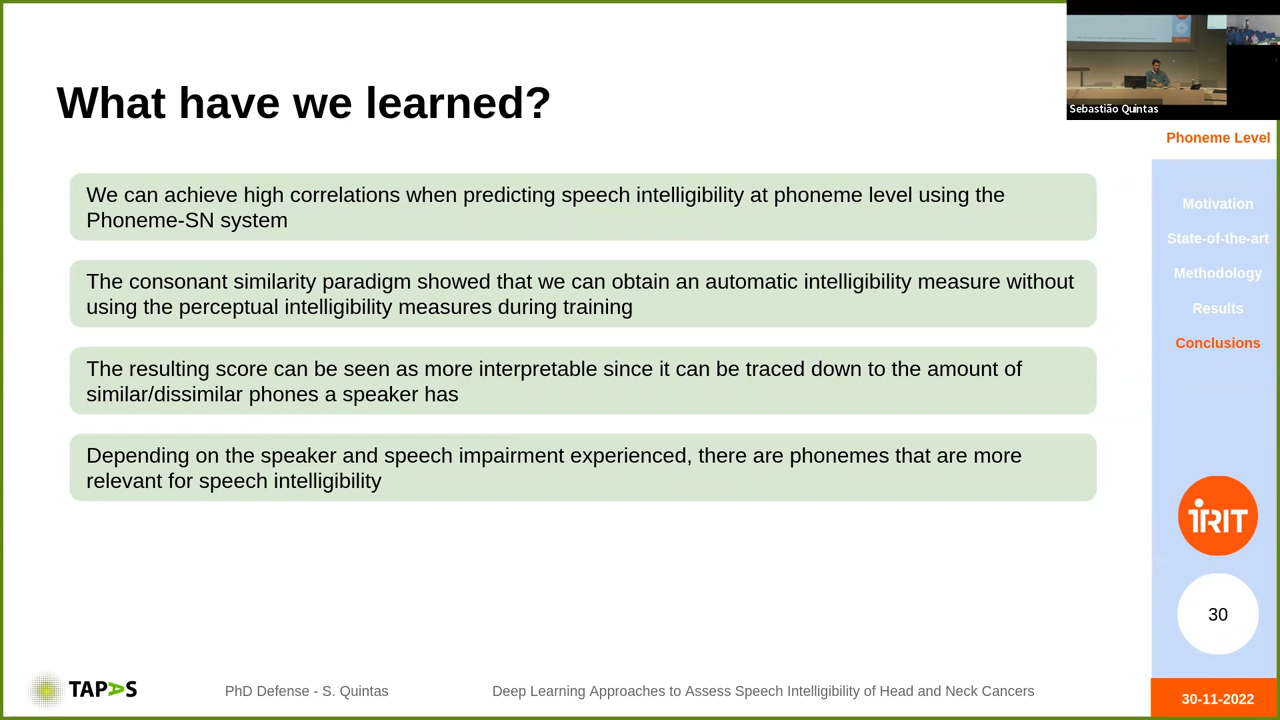 What have we learned?
Sebastião Quintas
Phoneme Level
We can achieve high correlations when predicting speech intelligibility at phoneme level using the
Phoneme-SN system
The consonant similarity paradigm showed that we can obtain an automatic intelligibility measure without
using the perceptual intelligibility measures during training
The resulting score can be seen as more interpretable since it can be traced down to the amount of
similar/dissimilar phones a speaker has
Depending on the speaker and speech impairment experienced, there are phonemes that are more
relevant for speech intelligibility
Motivation
State-of-the-art
Methodology
Results
Conclusions
iRIT
30
TAPAS
PhD Defense - S. Quintas
Deep Learning Approaches to Assess Speech Intelligibility of Head and Neck Cancers
30-11-2022